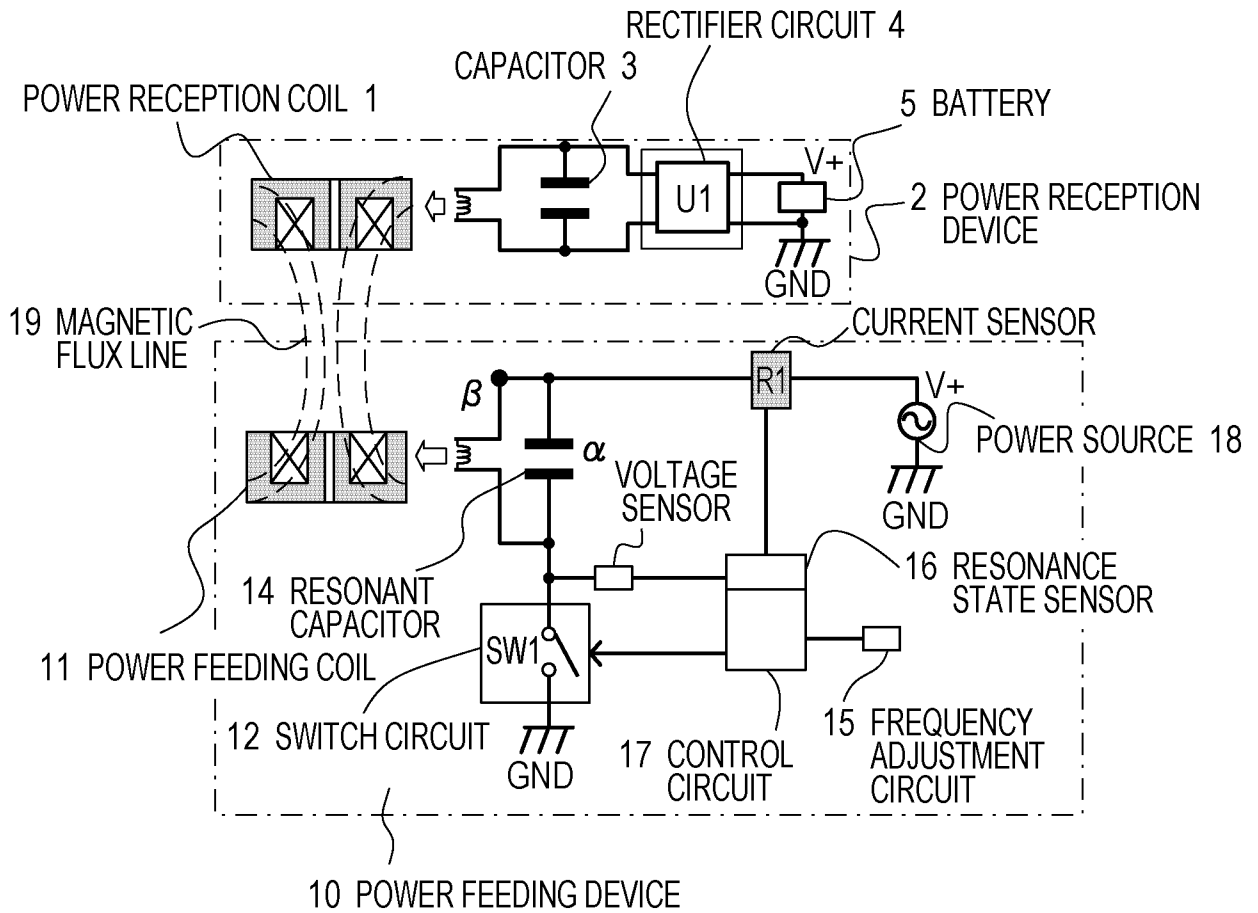 RECTIFIER CIRCUIT 4
CAPACITOR 3
POWER RECEPTION COIL 1
5 BATTERY
V+
U1
2 POWER RECEPTION
DEVICE
GND
19 MAGNETIC
FLUX LINE
CURRENT SENSOR
R1
V+
β
α
POWER SOURCE 18
VOLTAGE
SENSOR
GND
14 RESONANT
CAPACITOR
16 RESONANCE
STATE SENSOR
SW1
11 POWER FEEDING COIL
12 SWITCH CIRCUIT
GND
17 CONTROL
CIRCUIT
15 FREQUENCY
ADJUSTMENT
CIRCUIT
10 POWER FEEDING DEVICE